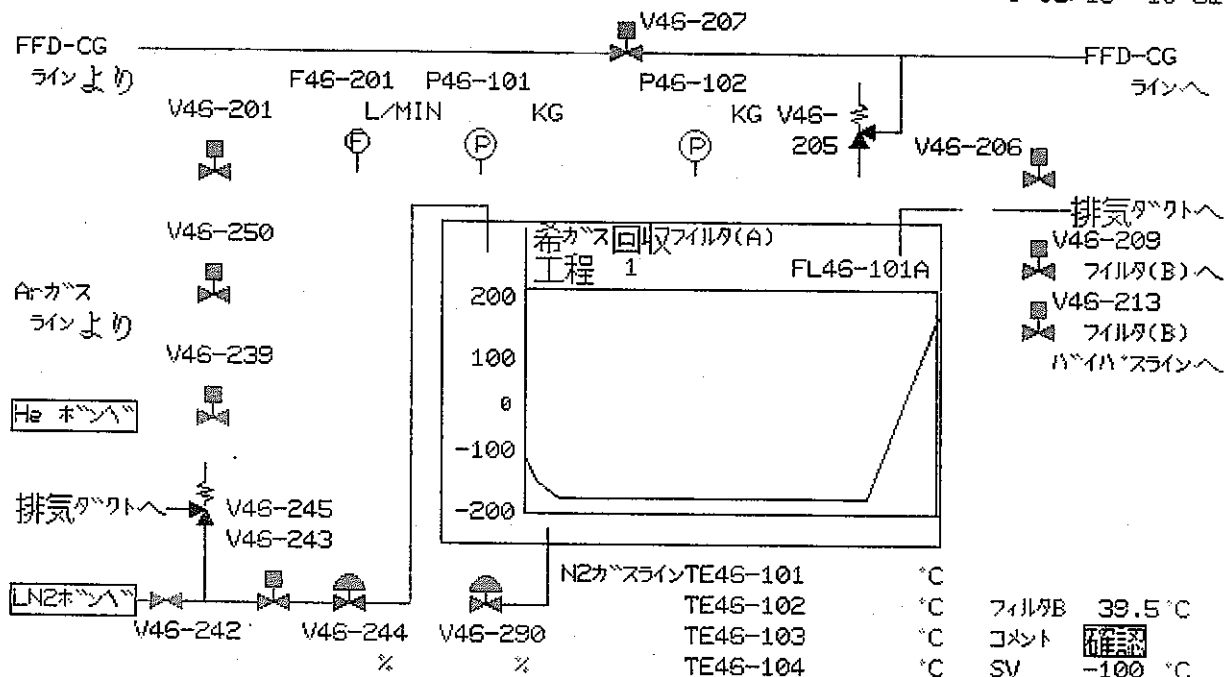 V46-207
FFD-CG
ラインより
FFD-CG
ラインへ
F46-201
L/MIN
P46-101
KG
P46-102
KG
V46-
205
V46-201
V46-206
排気ダクトへ
V46-250
V46-209
フィルタ(B)へ
Arガス
ラインより
V46-213
フィルタ(B)
バイパスラインへ
V46-239
Heボンベ
希ガス回収フィルタ(A)
工程 1
FL46-101A
200
100
0
-100
-200
排気ダクトへ
V46-245
V46-243
LN2ボンベ
V46-242
V46-244
%
V46-290
%
N2ガスライン
TE46-101 ℃
TE46-102 ℃
TE46-103 ℃
TE46-104 ℃
フィルタB 39.5℃
コメント 確認
SV -100 ℃